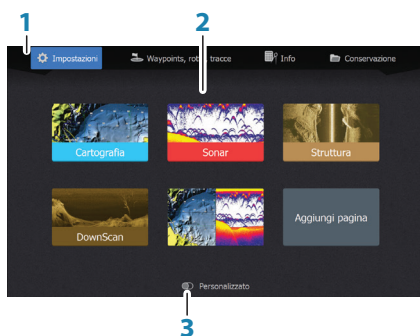 1
2
Impostazioni
Waypoints, rotte, tracce
Info
Conservazione
Cartografia
Sonar
Struttura
DownScan
Aggiungi pagina
Personalizzato
3